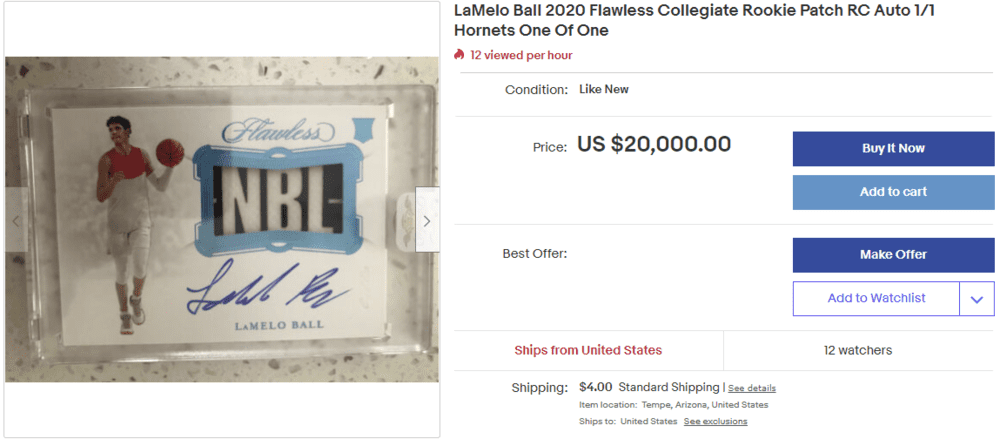 LaMelo Ball 2020 Flawless Collegiate Rookie Patch RC Auto 1/1
Hornets One Of One
12 viewed per hour
Condition: Like New
Price: US $20,000.00
Buy It Now
Add to cart
Best Offer:
Make Offer
Add to Watchlist
Ships from United States
12 watchers
Shipping: $4.00 Standard Shipping | See details
Item location: Tempe, Arizona, United States
Ships to: United States See exclusions
Flawless
NBL
LAMELO BALL